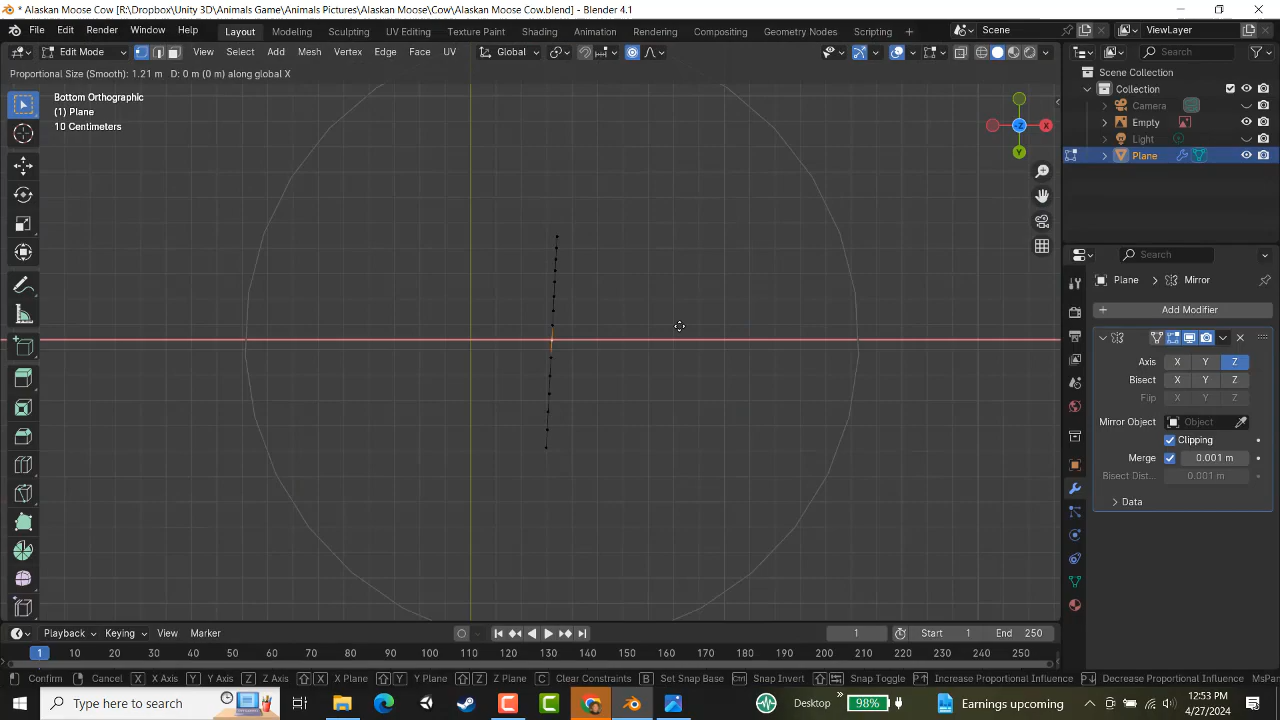 * Alaskan Moose Cow [R:\Dropbox\Unity 3D\Animals Game\Animals Pictures\Alaskan Moose\Cow\Alaskan Moose Cow.blend] - Blender 4.1
File Edit Render Window Help Layout Modeling Sculpting UV Editing Texture Paint Shading Animation Rendering Compositing Geometry Nodes Scripting Scene ViewLayer
Edit Mode View Select Add Mesh Vertex Edge Face UV Global Search
Proportional Size (Smooth): 1.21 m D: 0 m (0 m) along global X
Scene Collection
Collection
Camera
Empty
Light
Plane
Bottom Orthographic
(1) Plane
10 Centimeters
-Z X Y
Search
Plane > Mirror
Add Modifier
Axis X Y Z
Bisect X Y Z
Flip X Y Z
Mirror Object Object
Clipping
Merge 0.001 m
Bisect Dist... 0.001 m
Data
Playback Keying View Marker 1 Start 1 End 250
1 10 20 30 40 50 60 70 80 90 100 110 120 130 140 150 160 170 180 190 200 210 220 230 240 250
Confirm Cancel X X Axis Y Y Axis Z Z Axis X X Plane Y Y Plane Z Z Plane C Clear Constraints B Set Snap Base Ctrl Snap Invert Snap Toggle Increase Proportional Influence Decrease Proportional Influence MsPan
Type here to search Desktop 98% Earnings upcoming
12:53 PM
4/27/2024